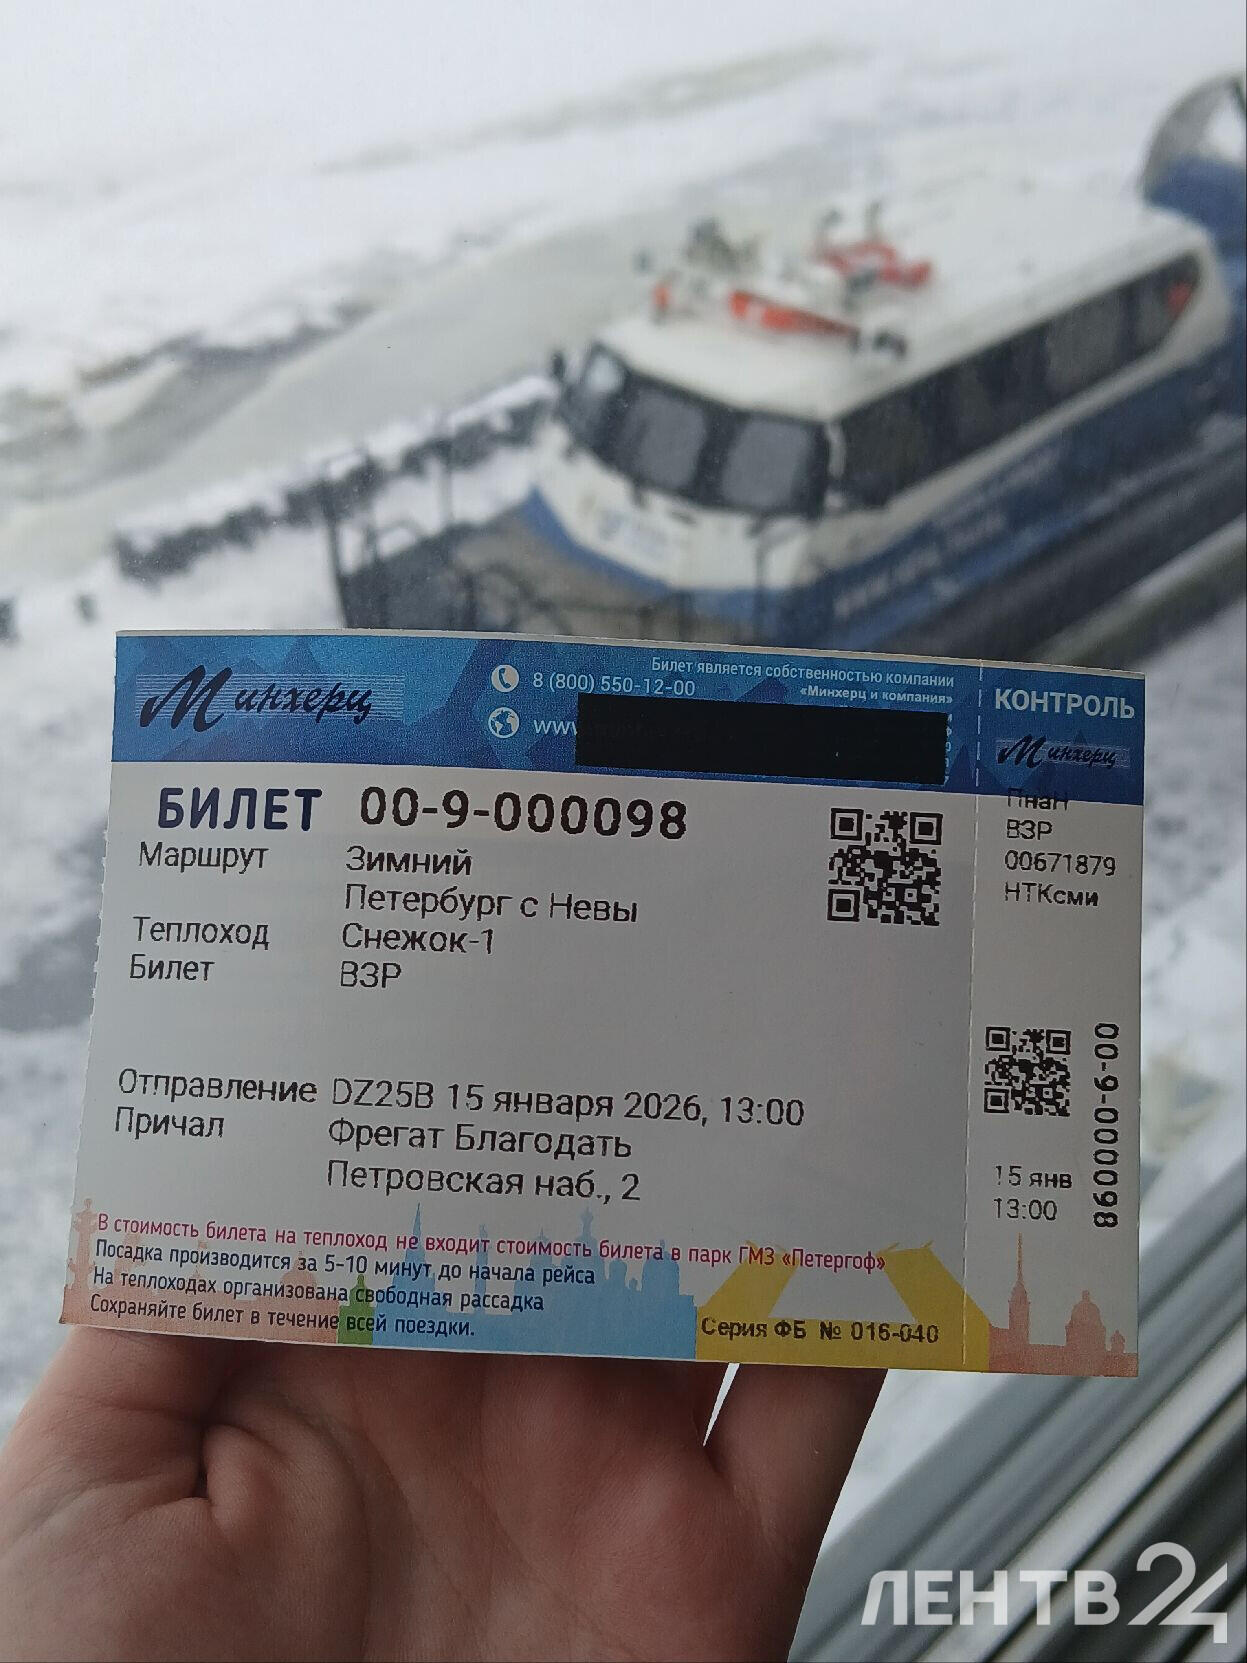 Минхерц
8 (800) 550-12-00
Билет является собственностью компании
«Минхерц и компания»
www
БИЛЕТ 00-9-000098
Маршрут Зимний
Петербург с Невы
Теплоход Снежок-1
Билет ВЗР
Отправление DZ25B 15 января 2026, 13:00
Причал Фрегат Благодать
Петровская наб., 2
В стоимость билета на теплоход не входит стоимость билета в парк ГМЗ «Петергоф»
Посадка производится за 5-10 минут до начала рейса
На теплоходах организована свободная рассадка
Сохраняйте билет в течение всей поездки.
Серия ФБ № 016-040
КОНТРОЛЬ
Минхерц
ПнаН
ВЗР
00671879
НТКсми
00-9-000098
15 янв
13:00
ЛЕНТВ24